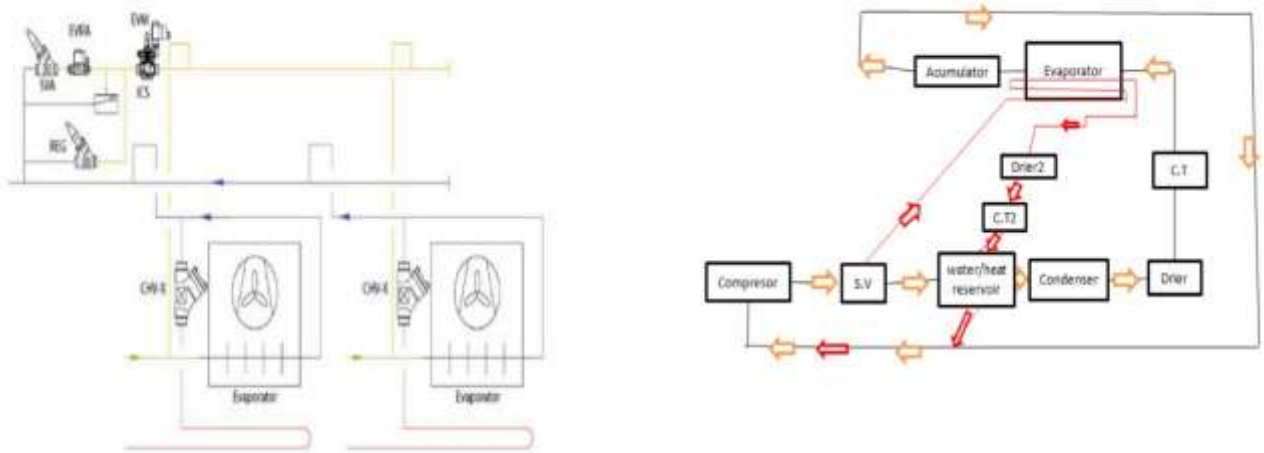 EVRA
EVM
SVA
ICS
REG
CHV-X
CHV-X
Evaporator
Evaporator
Acumulator
Evaporator
Drier2
C.T
C.T2
Compresor
S.V
water/heat
reservoir
Condenser
Drier